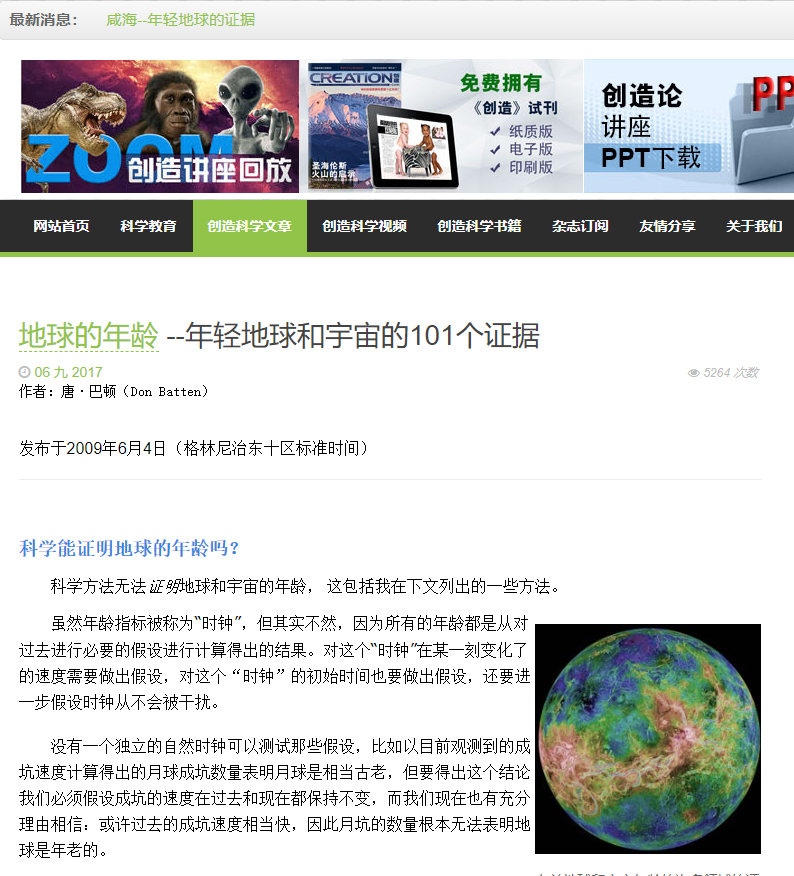 最新消息： 咸海--年轻地球的证据
ZOOM 创造讲座回放
CREATION
圣海伦斯
火山的启示
免费拥有
《创造》试刊
✓ 纸质版
✓ 电子版
✓ 印刷版
创造论
讲座
PPT下载
网站首页 科学教育 创造科学文章 创造科学视频 创造科学书籍 杂志订阅 友情分享 关于我们
地球的年龄 --年轻地球和宇宙的101个证据
06 九 2017
5264 次数
作者：唐·巴顿（Don Batten）
发布于2009年6月4日（格林尼治东十区标准时间）
科学能证明地球的年龄吗？
科学方法无法证明地球和宇宙的年龄， 这包括我在下文列出的一些方法。
虽然年龄指标被称为“时钟”，但其实不然，因为所有的年龄都是从对
过去进行必要的假设进行计算得出的结果。对这个“时钟”在某一刻变化了
的速度需要做出假设，对这个“时钟”的初始时间也要做出假设，还要进
一步假设时钟从不会被干扰。
没有一个独立的自然时钟可以测试那些假设，比如以目前观测到的成
坑速度计算得出的月球成坑数量表明月球是相当古老，但要得出这个结论
我们必须假设成坑的速度在过去和现在都保持不变，而我们现在也有充分
理由相信：或许过去的成坑速度相当快，因此月坑的数量根本无法表明地
球是年老的。